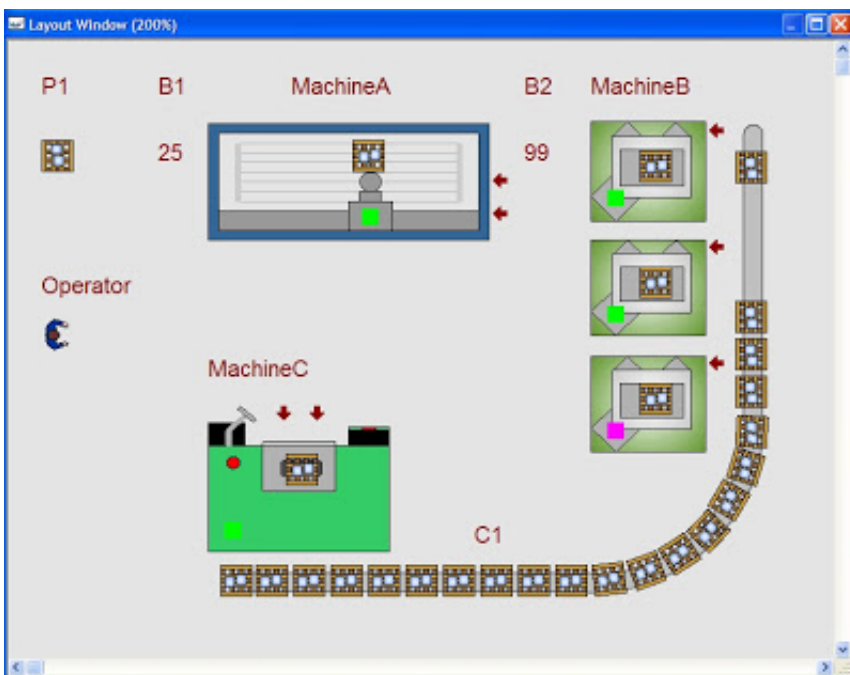 Layout Window (200%)
P1 B1 MachineA B2 MachineB
25 99
Operator
MachineC
C1